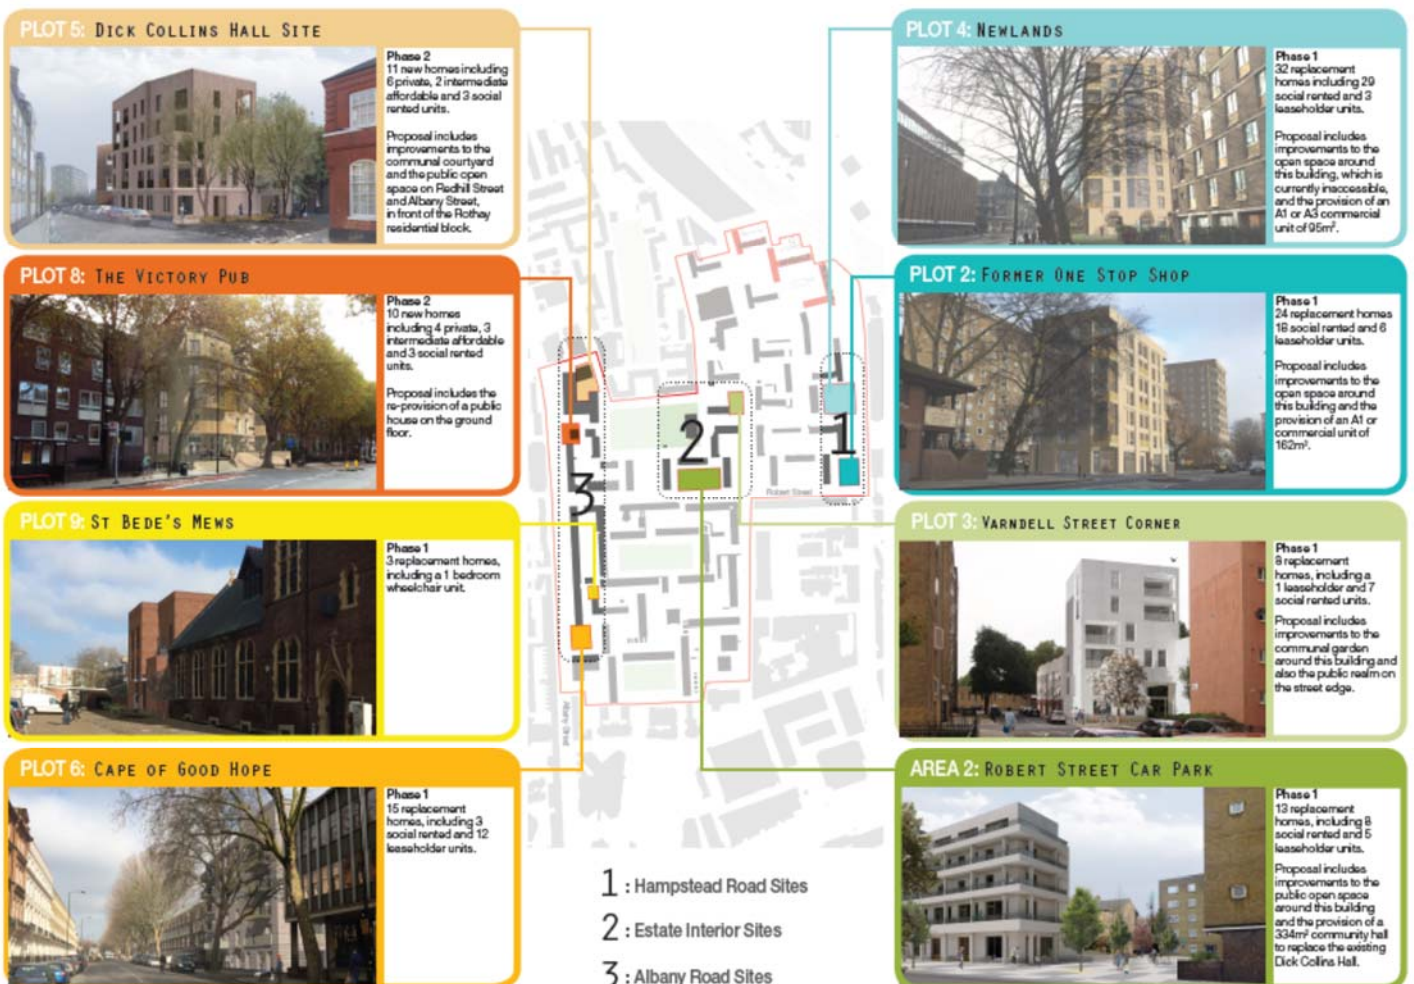 PLOT 5: DICK COLLINS HALL SITE
Phase 2
11 new homes including
6 private, 2 intermediate
affordable and 3 social
rented units.
Proposal includes
improvements to the
communal courtyard
and the public open
space on Redhill Street
and Albany Street,
in front of the Rothay
residential block.
PLOT 8: THE VICTORY PUB
Phase 2
10 new homes
including 4 private, 3
intermediate affordable
and 3 social rented
units.
Proposal includes the
re-provision of a public
house on the ground
floor.
PLOT 9: ST BEDE'S MEWS
Phase 1
3 replacement homes,
including a 1 bedroom
wheelchair unit.
PLOT 6: CAPE OF GOOD HOPE
Phase 1
15 replacement
homes, including 3
social rented and 12
leaseholder units.
3
2
1
Robert Street
Albany Street
1 : Hampstead Road Sites
2 : Estate Interior Sites
3 : Albany Road Sites
PLOT 4: NEWLANDS
Phase 1
32 replacement
homes including 29
social rented and 3
leaseholder units.
Proposal includes
improvements to the
open space around
this building, which is
currently inaccessible,
and the provision of an
A1 or A3 commercial
unit of 95m².
PLOT 2: FORMER ONE STOP SHOP
Phase 1
24 replacement homes
18 social rented and 6
leaseholder units.
Proposal includes
improvements to the
open space around
this building and the
provision of an A1 or
commercial unit of
162m².
PLOT 3: VARNDELL STREET CORNER
Phase 1
8 replacement
homes, including a
1 leaseholder and 7
social rented units.
Proposal includes
improvements to the
communal garden
around this building and
also the public realm on
the street edge.
AREA 2: ROBERT STREET CAR PARK
Phase 1
13 replacement
homes, including 8
social rented and 5
leaseholder units.
Proposal includes
improvements to the
public open space
around this building
and the provision of a
334m² community hall
to replace the existing
Dick Collins Hall.